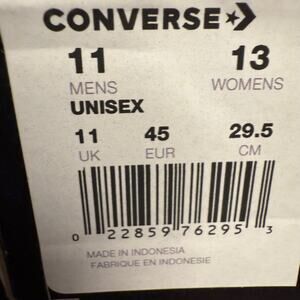 CONVERSE
11 13
MENS WOMENS
UNISEX
11 45 29.5
UK EUR CM
0 22859 76295 3
MADE IN INDONESIA
FABRIQUE EN INDONESIE